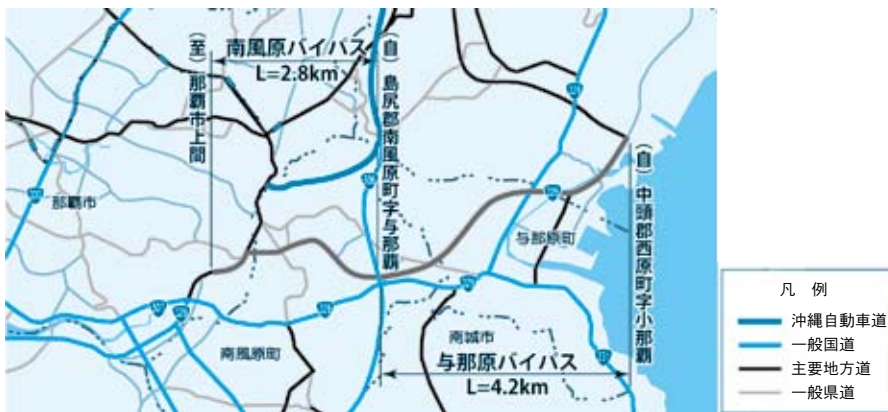 南風原バイパス
L=2.8km
(至)那覇市上間
(自)島尻郡南風原町字与那覇
(自)中頭郡西原町字小那覇
那覇市
与那原町
南城市
南風原町
与那原バイパス
L=4.2km
凡 例
沖縄自動車道
一般国道
主要地方道
一般県道